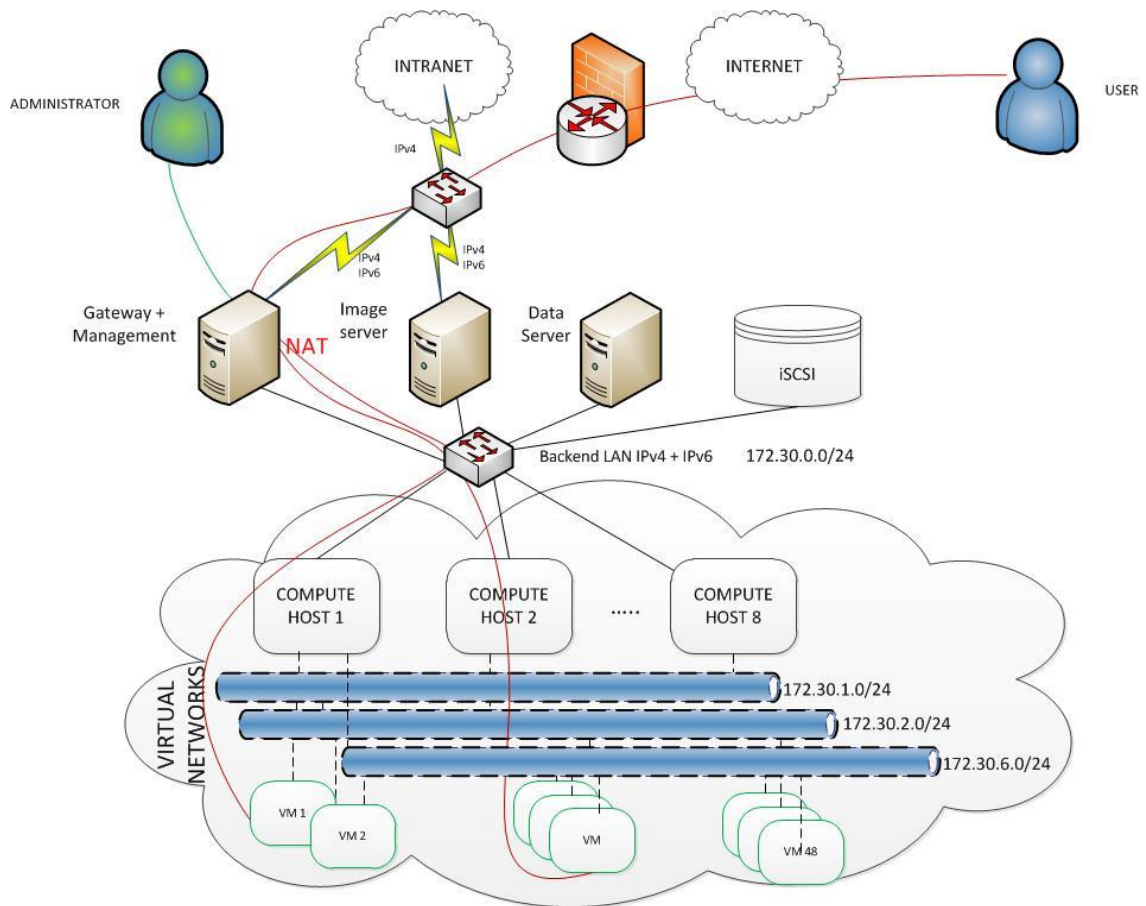 INTRANET
INTERNET
ADMINISTRATOR
USER
IPv4
IPv4
IPv6
IPv4
IPv6
Gateway +
Management
Image
server
Data
Server
NAT
iSCSI
Backend LAN IPv4 + IPv6
172.30.0.0/24
COMPUTE
HOST 1
COMPUTE
HOST 2
.....
COMPUTE
HOST 8
VIRTUAL
NETWORKS
172.30.1.0/24
172.30.2.0/24
172.30.6.0/24
VM 1
VM 2
VM
VM 48